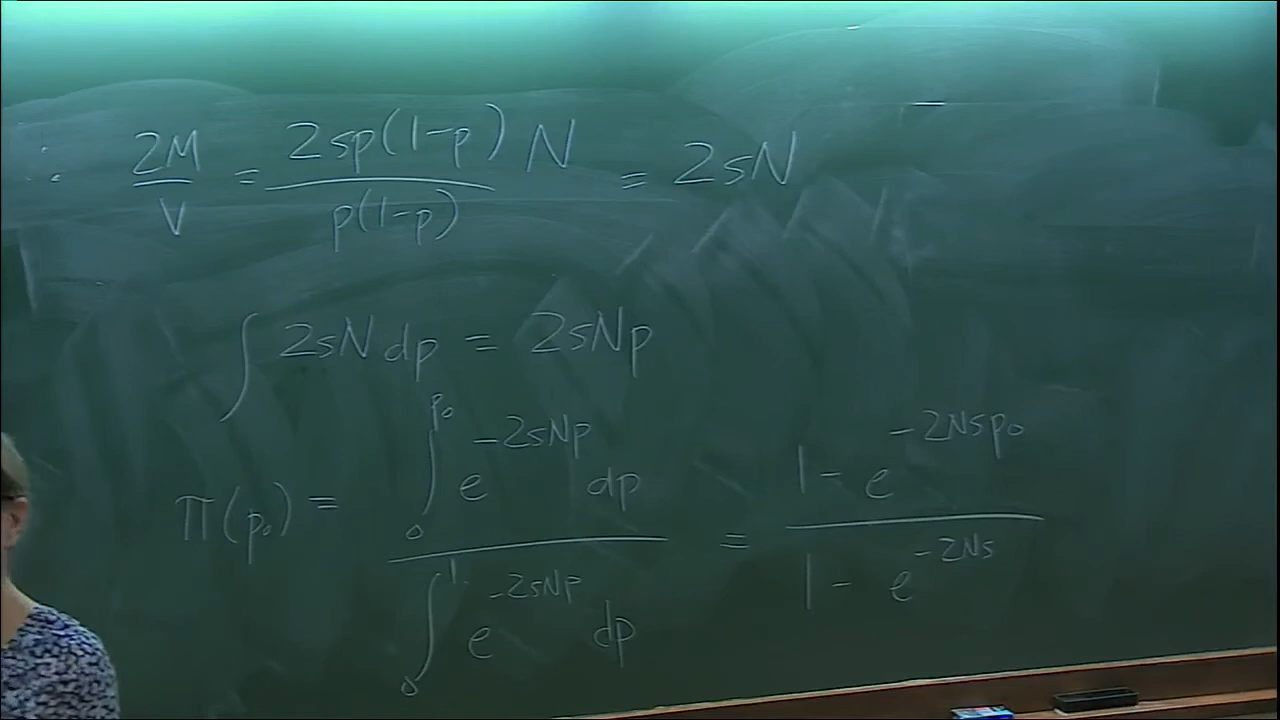 ∴ 2M/V = 2sp(1-p)/p(1-p) N = 2sN
∫ 2sN dp = 2sNp
π(p₀) = ∫₀^p₀ e^(-2sNp) dp / ∫₀^1 e^(-2sNp) dp = 1 - e^(-2Nsp₀) / 1 - e^(-2Ns)